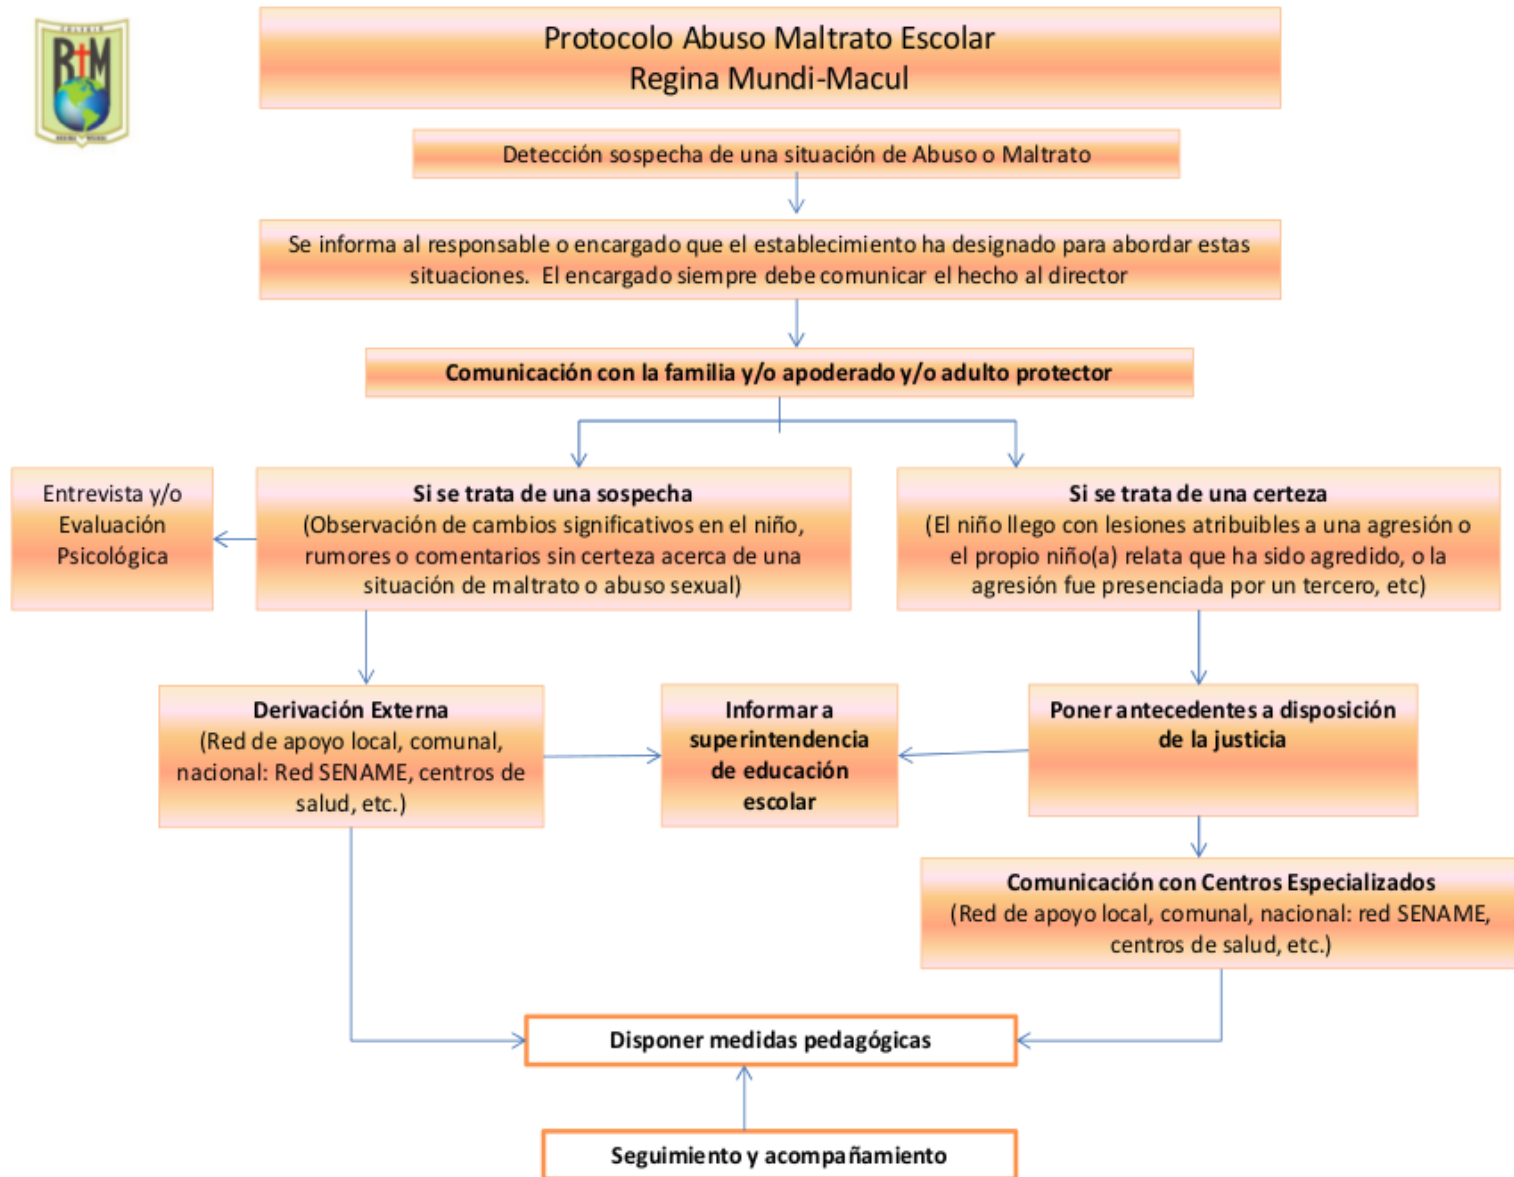 COLEGIO
RTM
REGINA MUNDI
Protocolo Abuso Maltrato Escolar
Regina Mundi-Macul
Detección sospecha de una situación de Abuso o Maltrato
Se informa al responsable o encargado que el establecimiento ha designado para abordar estas
situaciones. El encargado siempre debe comunicar el hecho al director
Comunicación con la familia y/o apoderado y/o adulto protector
Entrevista y/o
Evaluación
Psicológica
Si se trata de una sospecha
(Observación de cambios significativos en el niño,
rumores o comentarios sin certeza acerca de una
situación de maltrato o abuso sexual)
Si se trata de una certeza
(El niño llego con lesiones atribuibles a una agresión o
el propio niño(a) relata que ha sido agredido, o la
agresión fue presenciada por un tercero, etc)
Derivación Externa
(Red de apoyo local, comunal,
nacional: Red SENAME, centros de
salud, etc.)
Informar a
superintendencia
de educación
escolar
Poner antecedentes a disposición
de la justicia
Comunicación con Centros Especializados
(Red de apoyo local, comunal, nacional: red SENAME,
centros de salud, etc.)
Disponer medidas pedagógicas
Seguimiento y acompañamiento